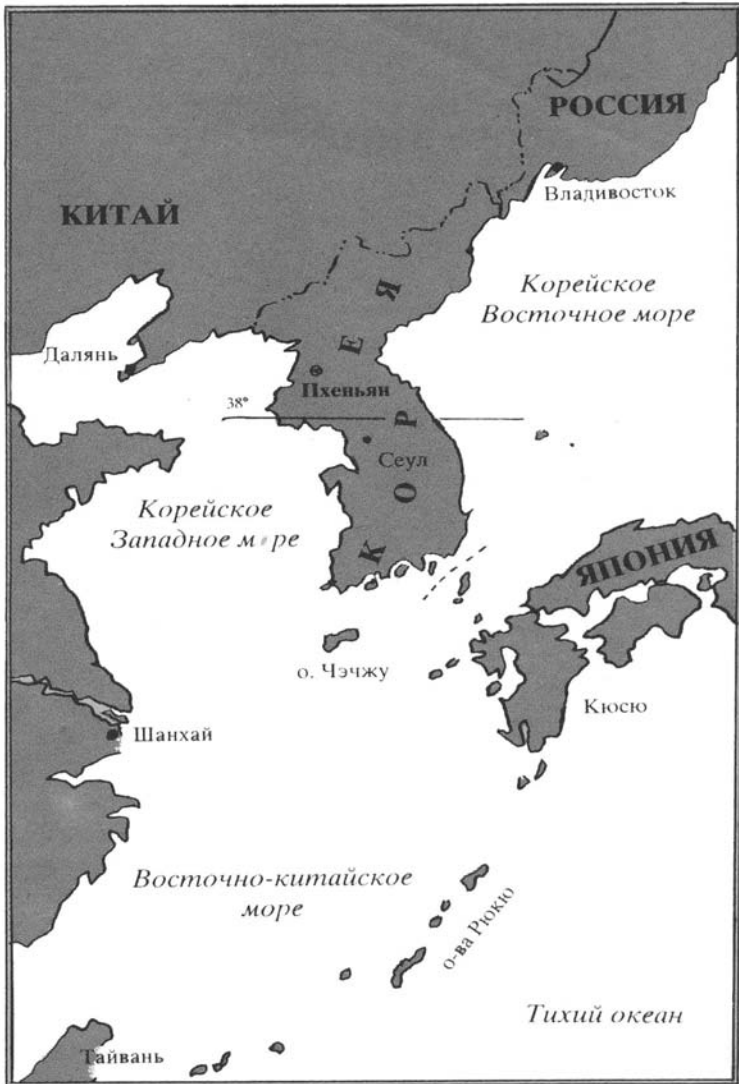 РОССИЯ
Владивосток
КИТАЙ
Корейское
Восточное море
КОРЕЯ
Далянь
Пхеньян
38°
Сеул
Корейское
Западное море
ЯПОНИЯ
о. Чэчжу
Кюсю
Шанхай
Восточно-китайское
море
о-ва Рюкю
Тихий океан
Тайвань